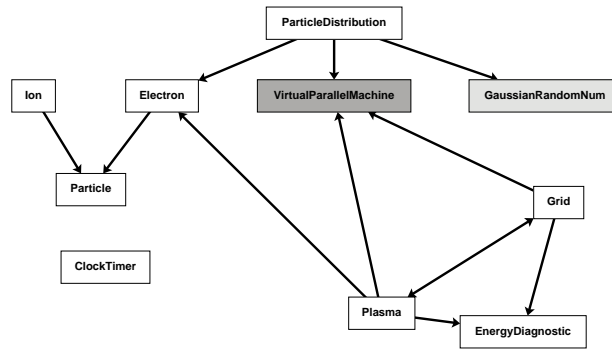 ParticleDistribution
Ion
Electron
VirtualParallelMachine
GaussianRandomNum
Particle
Grid
ClockTimer
Plasma
EnergyDiagnostic